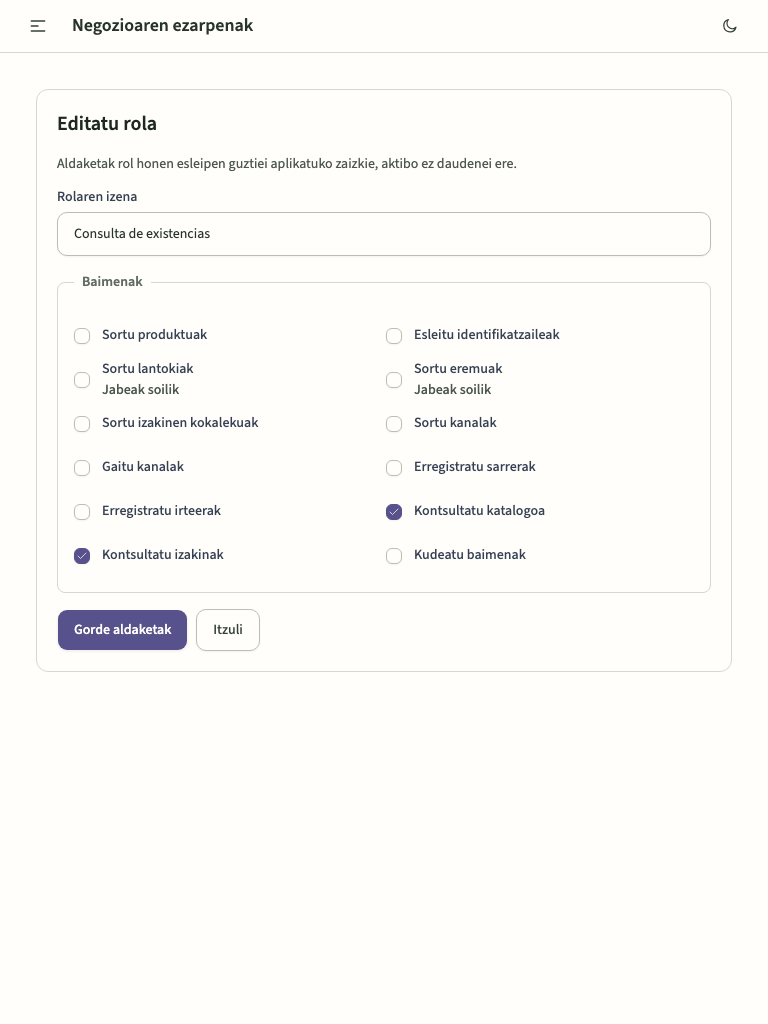 Negozioaren ezarpenak
Editatu rola
Aldaketak rol honen esleipen guztiei aplikatuko zaizkie, aktibo ez daudenei ere.
Rolaren izena
Consulta de existencias
Baimenak
Sortu produktuak
Esleitu identifikatzaileak
Sortu lantokiak
Jabeak soilik
Sortu eremuak
Jabeak soilik
Sortu izakinen kokalekuak
Sortu kanalak
Gaitu kanalak
Erregistratu sarrerak
Erregistratu irteerak
Kontsultatu katalogoa
Kontsultatu izakinak
Kudeatu baimenak
Gorde aldaketak
Itzuli